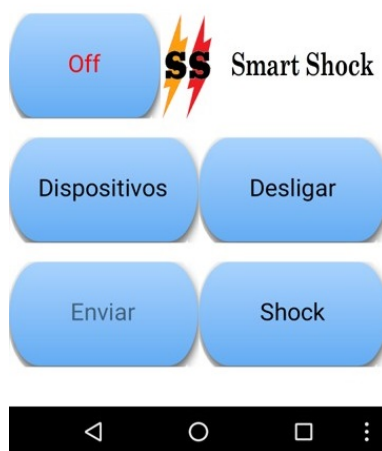 Off
SS Smart Shock
Dispositivos
Desligar
Enviar
Shock